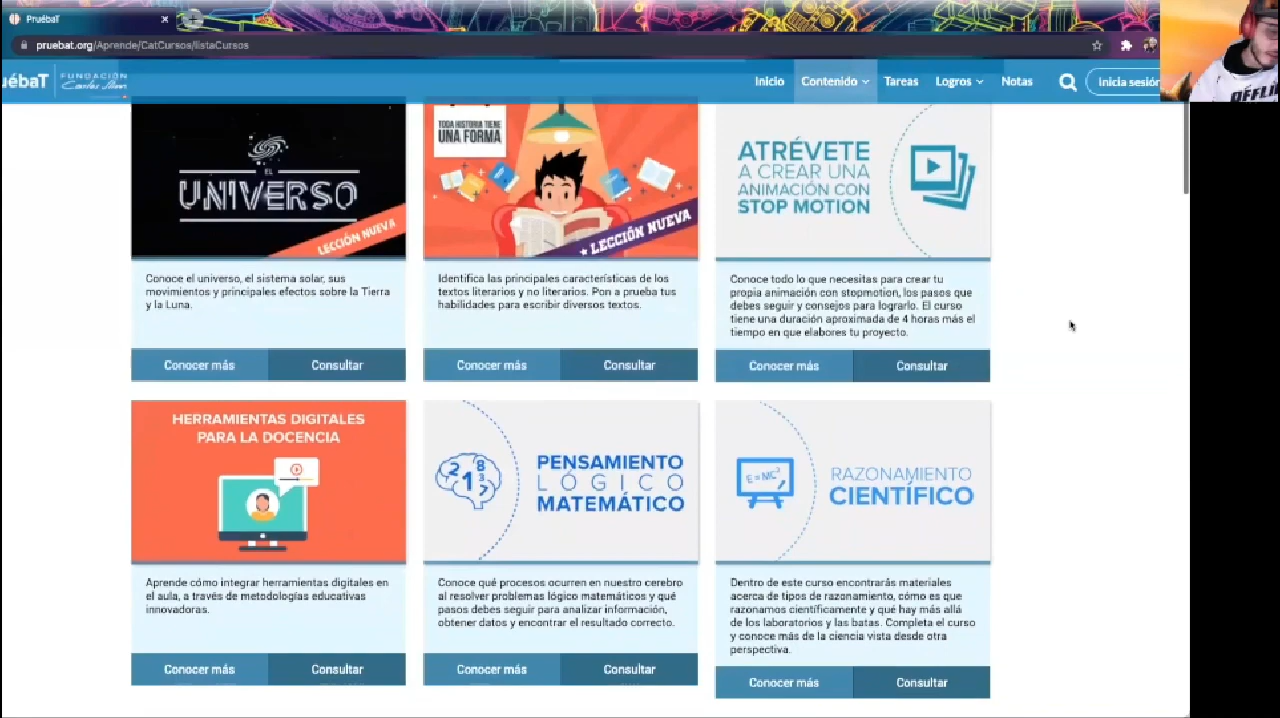 PruébaT
pruebat.org/Aprende/CatCursos/listaCursos
uébaT
FUNDACIÓN
Carlos Slim
Inicio
Contenido
Tareas
Logros
Notas
Inicia sesión
EL
UNIVERSO
LECCIÓN NUEVA
Conoce el universo, el sistema solar, sus
movimientos y principales efectos sobre la Tierra
y la Luna.
Conocer más
Consultar
TODA HISTORIA TIENE
UNA FORMA
LECCIÓN NUEVA
Identifica las principales características de los
textos literarios y no literarios. Pon a prueba tus
habilidades para escribir diversos textos.
Conocer más
Consultar
ATRÉVETE
A CREAR UNA
ANIMACIÓN CON
STOP MOTION
Conoce todo lo que necesitas para crear tu
propia animación con stopmotion, los pasos que
debes seguir y consejos para lograrlo. El curso
tiene una duración aproximada de 4 horas más el
tiempo en que elabores tu proyecto.
Conocer más
Consultar
HERRAMIENTAS DIGITALES
PARA LA DOCENCIA
Aprende cómo integrar herramientas digitales en
el aula, a través de metodologías educativas
innovadoras.
Conocer más
Consultar
2 8
1 3
7
PENSAMIENTO
LÓGICO
MATEMÁTICO
Conoce qué procesos ocurren en nuestro cerebro
al resolver problemas lógico matemáticos y qué
pasos debes seguir para analizar información,
obtener datos y encontrar el resultado correcto.
Conocer más
Consultar
E=MC²
RAZONAMIENTO
CIENTÍFICO
Dentro de este curso encontrarás materiales
acerca de tipos de razonamiento, cómo es que
razonamos científicamente y qué hay más allá
de los laboratorios y las batas. Completa el curso
y conoce más de la ciencia vista desde otra
perspectiva.
Conocer más
Consultar
OFFLI